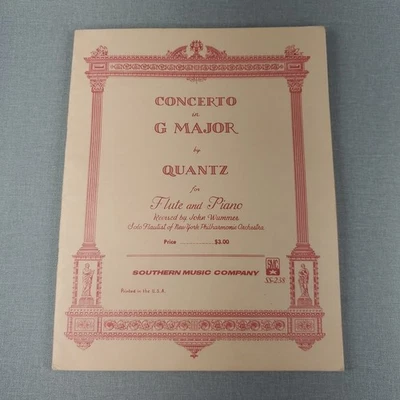 CONCERTO
in
G MAJOR
by
QUANTZ
for
Flute and Piano
Revised by John Wummer
Solo Flautist of New York Philharmonic Orchestra
Price ............ $3.00
SOUTHERN MUSIC COMPANY
SMC
SS-238
Printed in the U.S.A.